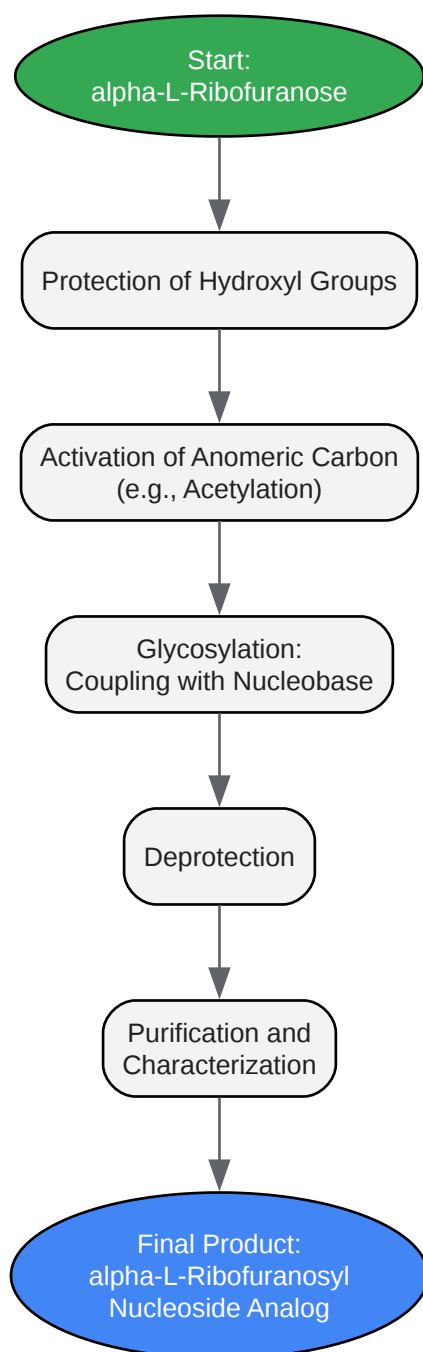 Start:
alpha-L-Ribofuranose
Protection of Hydroxyl Groups
Activation of Anomeric Carbon
(e.g., Acetylation)
Glycosylation:
Coupling with Nucleobase
Deprotection
Purification and
Characterization
Final Product:
alpha-L-Ribofuranosyl
Nucleoside Analog